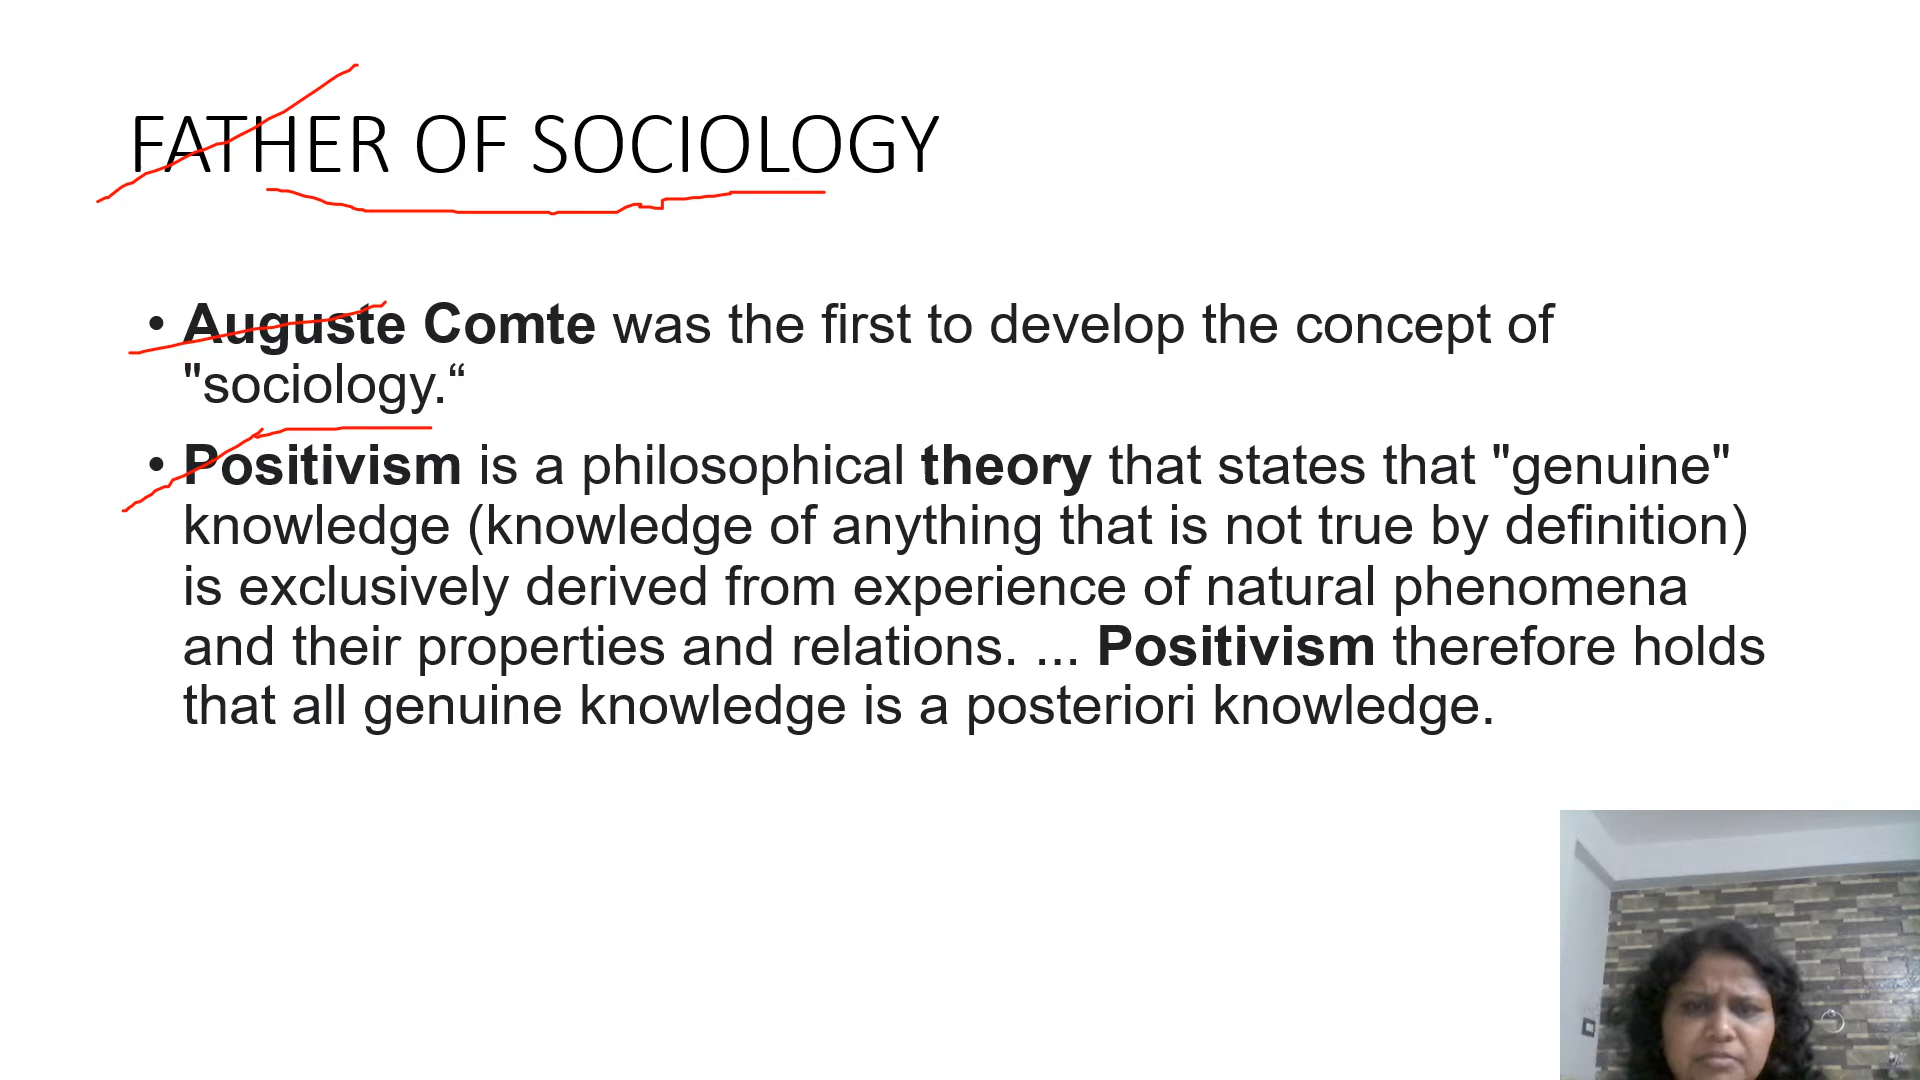 FATHER OF SOCIOLOGY
• Auguste Comte was the first to develop the concept of
"sociology.“
• Positivism is a philosophical theory that states that "genuine"
knowledge (knowledge of anything that is not true by definition)
is exclusively derived from experience of natural phenomena
and their properties and relations. ... Positivism therefore holds
that all genuine knowledge is a posteriori knowledge.